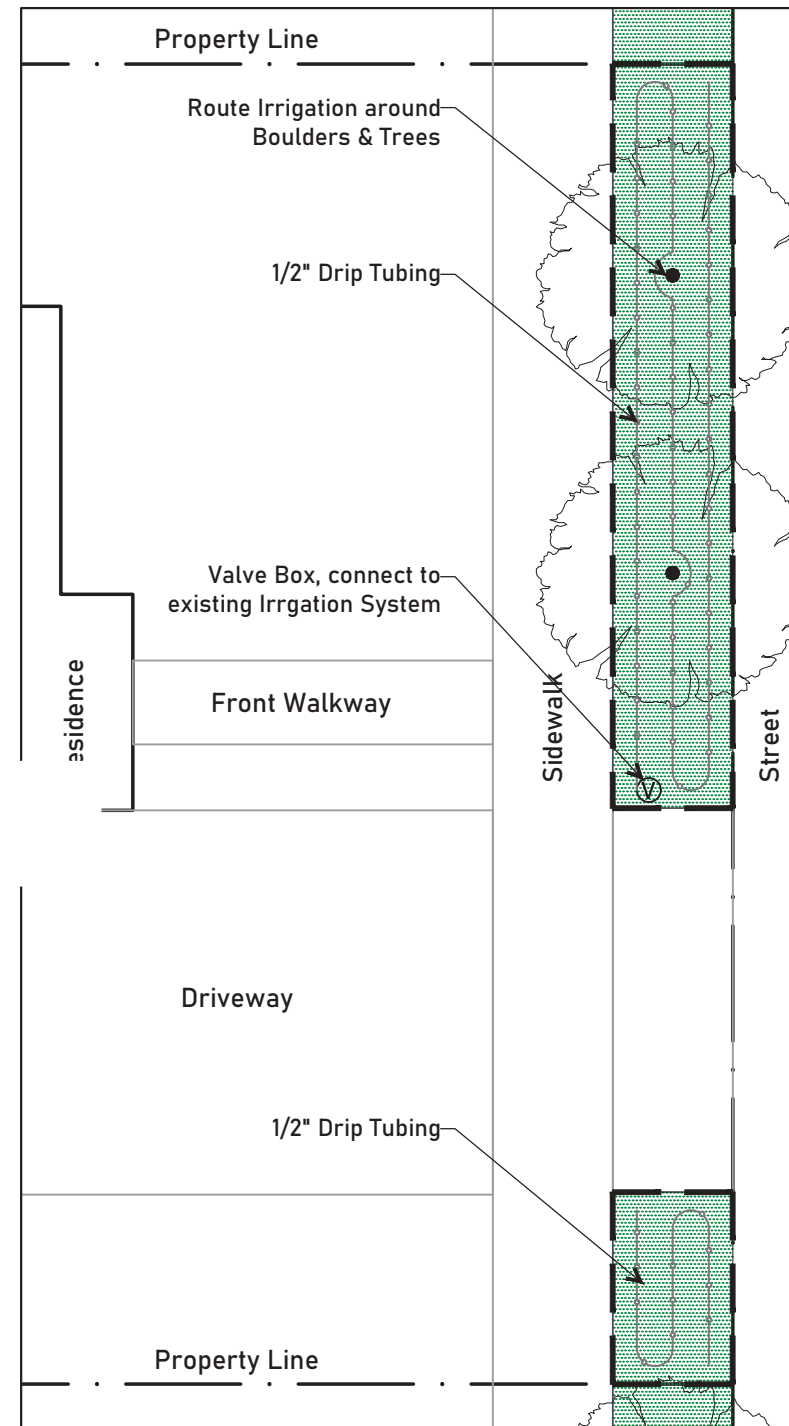 Property Line
Route Irrigation around
Boulders & Trees
1/2" Drip Tubing
Valve Box, connect to
existing Irrgation System
esidence
Front Walkway
Sidewalk
Street
V
Driveway
1/2" Drip Tubing
Property Line